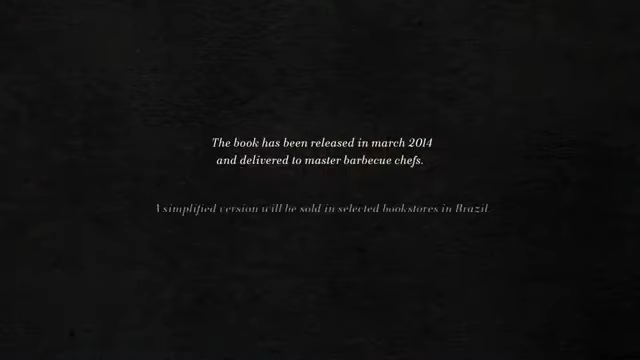 The book has been released in march 2014
and delivered to master barbecue chefs.
A simplified version will be sold in selected bookstores in Brazil.